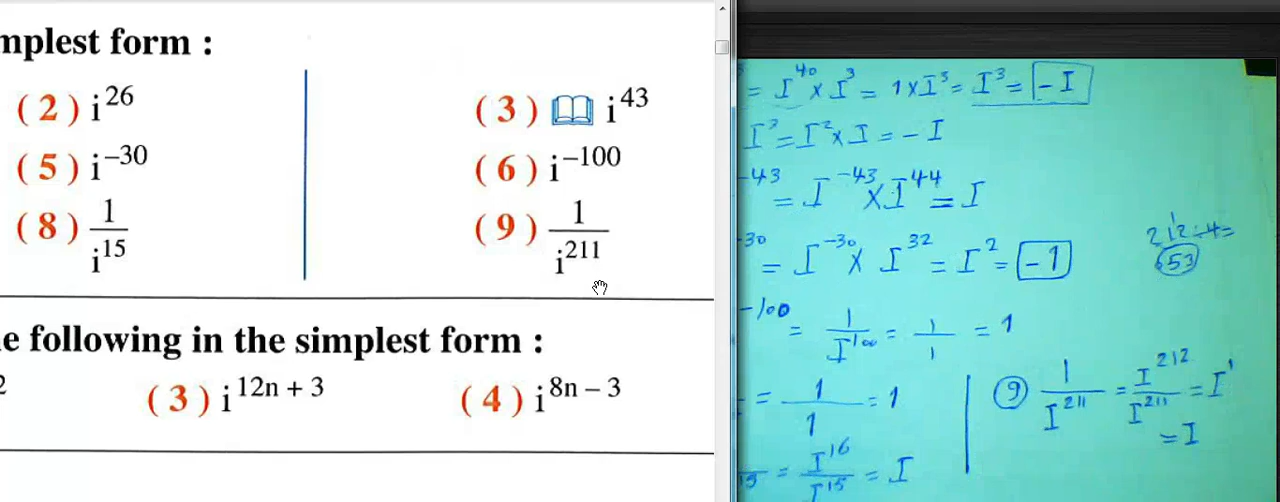 mplest form :
( 2 ) i^26
( 3 ) i^43
( 5 ) i^–30
( 6 ) i^–100
( 8 ) 1/i^15
( 9 ) 1/i^211
e following in the simplest form :
2
( 3 ) i^12n + 3
( 4 ) i^8n – 3
= I^40 × I^3 = 1 × I^3 = I^3 = - I
I^3 = I^2 × I = - I
-43 = I^-43 × I^44 = I
-30 = I^-30 × I^32 = I^2 = -1
212 ÷ 4 =
53
-100 = 1/I^100 = 1/1 = 1
= 1/1 = 1
15 = I^16/I^15 = I
9 1/I^211 = I^212/I^211 = I^1
= I